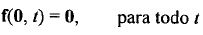 f(0, t) = 0, para todo t